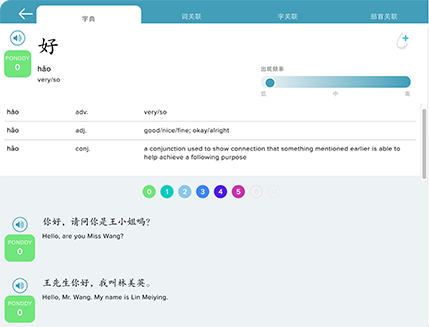 字典
词关联
字关联
部首关联
PONDDY
0
好
hǎo
very/so
出现频率
低 中 高
hǎo adv. very/so
hǎo adj. good/nice/fine; okay/alright
hǎo conj. a conjunction used to show connection that something mentioned earlier is able to
help achieve a following purpose
0 1 2 3 4 5 6
PONDDY
0
你好，请问你是王小姐吗？
Hello, are you Miss Wang?
PONDDY
0
王先生你好，我叫林美英。
Hello, Mr. Wang. My name is Lin Meiying.